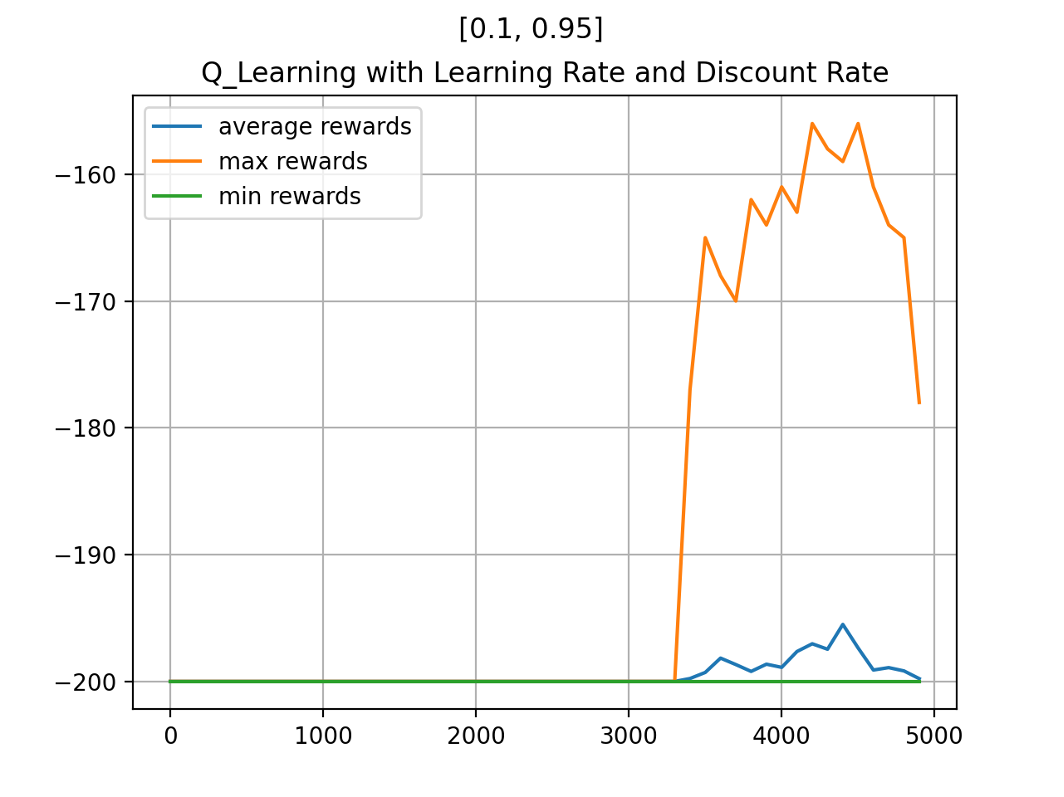 [0.1, 0.95]
Q_Learning with Learning Rate and Discount Rate
average rewards
max rewards
min rewards
−160
−170
−180
−190
−200
0 1000 2000 3000 4000 5000